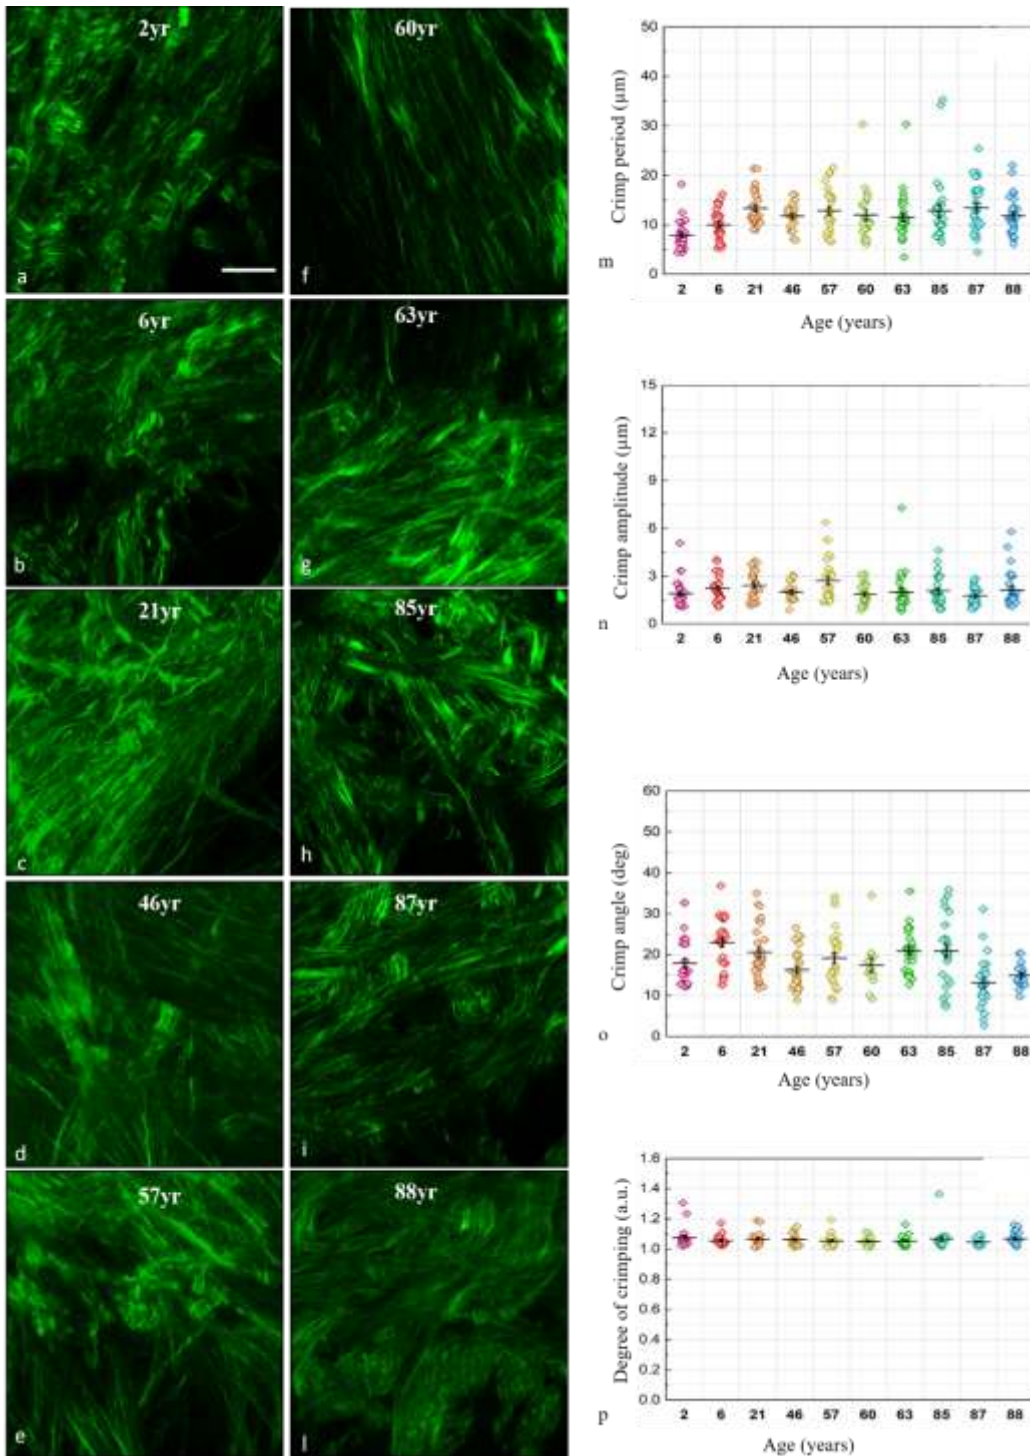 2yr
a
6yr
b
21yr
c
46yr
d
57yr
e
60yr
f
63yr
g
85yr
h
87yr
i
88yr
l
Crimp period (µm)
50
40
30
20
10
0
2 6 21 46 57 60 63 85 87 88
m
Age (years)
Crimp amplitude (µm)
15
12
9
6
3
0
2 6 21 46 57 60 63 85 87 88
n
Age (years)
Crimp angle (deg)
60
50
40
30
20
10
0
2 6 21 46 57 60 63 85 87 88
o
Age (years)
Degree of crimping (a.u.)
1.6
1.4
1.2
1.0
0.8
0.6
0.4
0.2
0.0
2 6 21 46 57 60 63 85 87 88
p
Age (years)